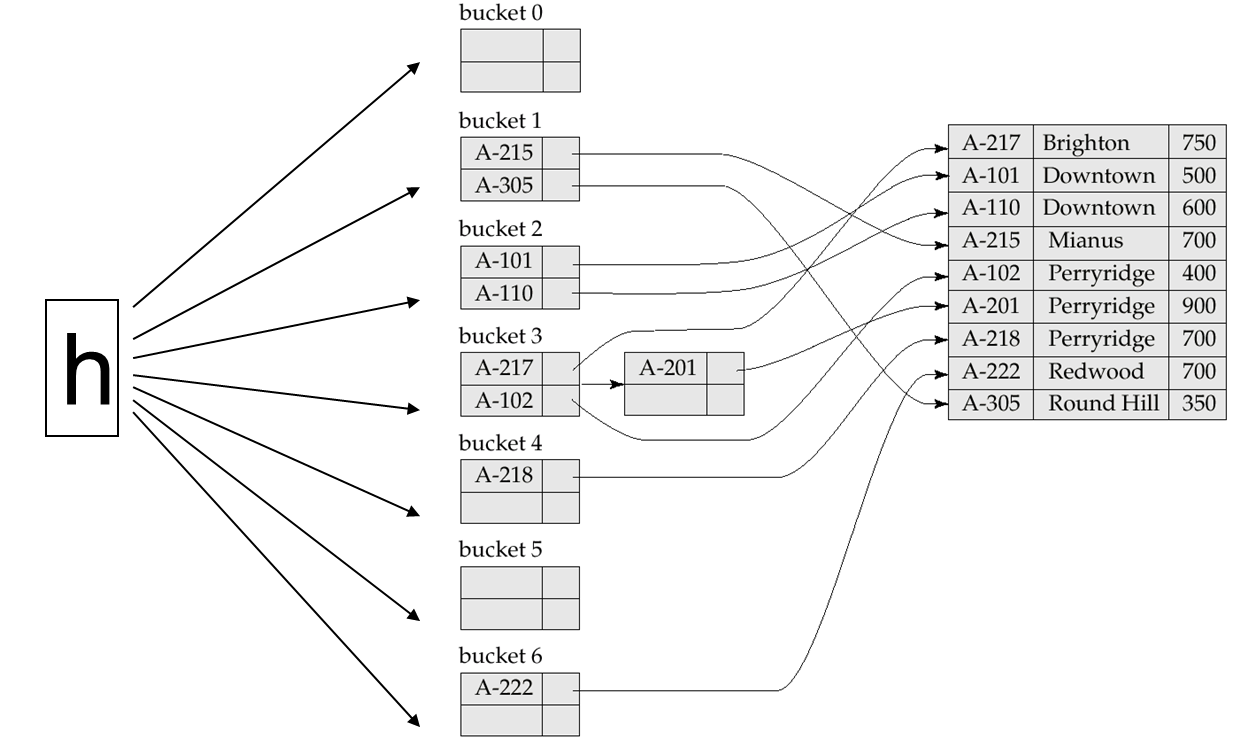 h
bucket 0
bucket 1
A-215
A-305
bucket 2
A-101
A-110
bucket 3
A-217
A-102
A-201
bucket 4
A-218
bucket 5
bucket 6
A-222
A-217 Brighton 750
A-101 Downtown 500
A-110 Downtown 600
A-215 Mianus 700
A-102 Perryridge 400
A-201 Perryridge 900
A-218 Perryridge 700
A-222 Redwood 700
A-305 Round Hill 350